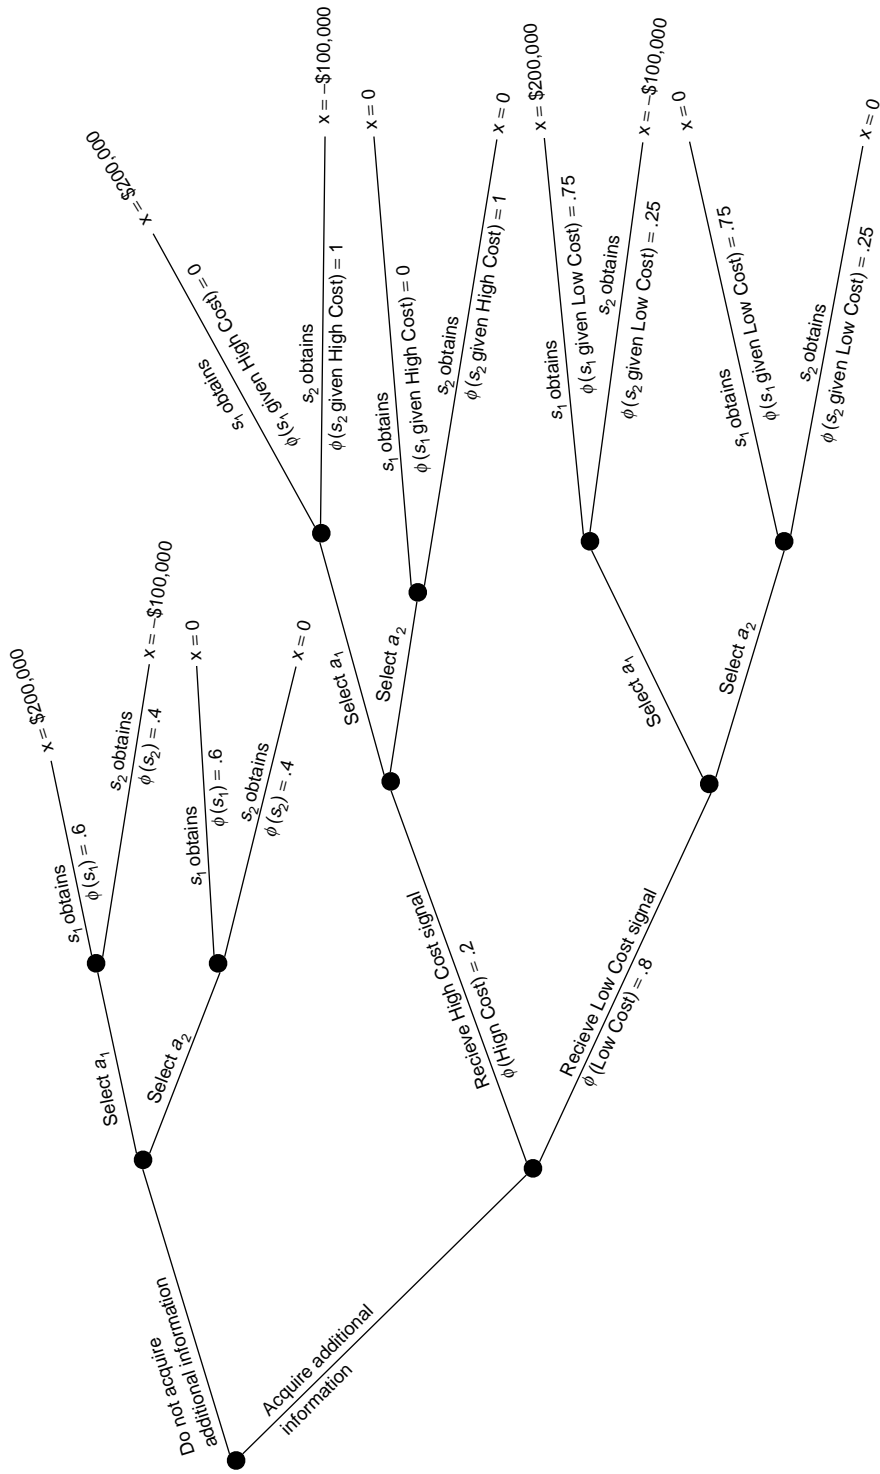 Do not acquire
additional information
Acquire additional
information
Select a₁
Select a₂
s₁ obtains
ϕ (s₁) = .6
x = $200,000
s₂ obtains
ϕ (s₂) = .4
x = –$100,000
s₁ obtains
ϕ (s₁) = .6
x = 0
s₂ obtains
ϕ (s₂) = .4
x = 0
Recieve High Cost signal
ϕ (Hign Cost) = .2
Recieve Low Cost signal
ϕ (Low Cost) = .8
Select a₁
Select a₂
s₁ obtains
ϕ (s₁ given High Cost) = 0
x = $200,000
s₂ obtains
ϕ (s₂ given High Cost) = 1
x = –$100,000
s₁ obtains
ϕ (s₁ given High Cost) = 0
x = 0
s₂ obtains
ϕ (s₂ given High Cost) = 1
x = 0
Select a₁
Select a₂
s₁ obtains
ϕ (s₁ given Low Cost) = .75
x = $200,000
s₂ obtains
ϕ (s₂ given Low Cost) = .25
x = –$100,000
s₁ obtains
ϕ (s₁ given Low Cost) = .75
x = 0
s₂ obtains
ϕ (s₂ given Low Cost) = .25
x = 0